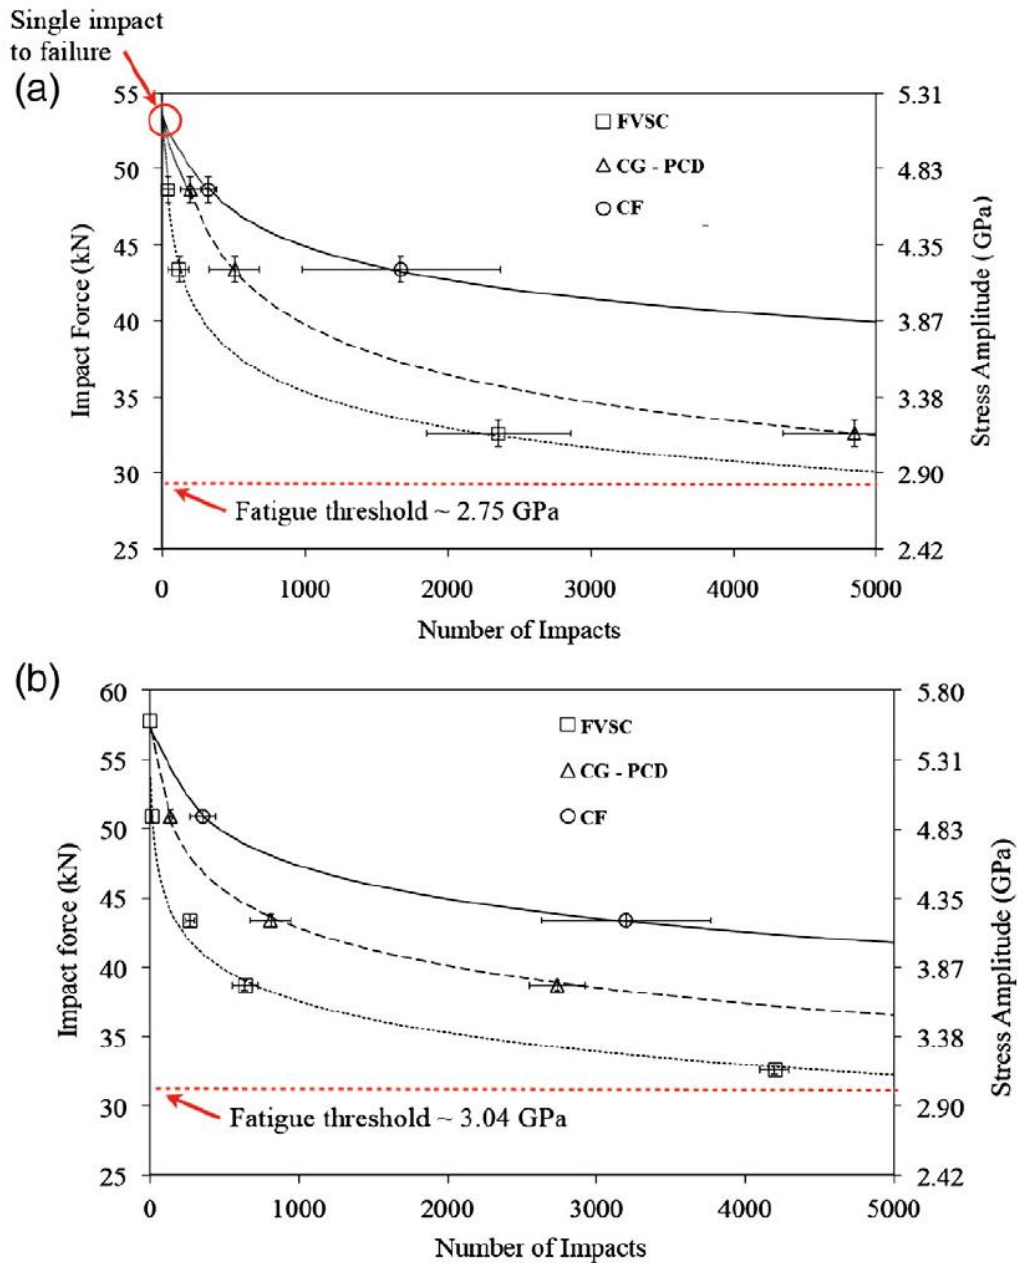 Single impact
to failure
(a)
55
50
45
40
35
30
25
Impact Force (kN)
5.31
4.83
4.35
3.87
3.38
2.90
2.42
Stress Amplitude ( GPa)
FVSC
CG - PCD
CF
Fatigue threshold ~ 2.75 GPa
0 1000 2000 3000 4000 5000
Number of Impacts
(b)
60
55
50
45
40
35
30
25
Impact force (kN)
5.80
5.31
4.83
4.35
3.87
3.38
2.90
2.42
Stress Amplitude (GPa)
FVSC
CG - PCD
CF
Fatigue threshold ~ 3.04 GPa
0 1000 2000 3000 4000 5000
Number of Impacts